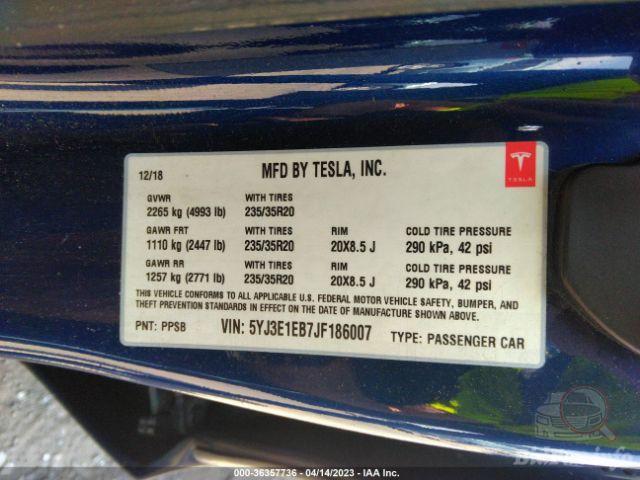 12/18 MFD BY TESLA, INC.
TESLA
GVWR WITH TIRES
2265 kg (4993 lb) 235/35R20
GAWR FRT WITH TIRES RIM COLD TIRE PRESSURE
1110 kg (2447 lb) 235/35R20 20X8.5 J 290 kPa, 42 psi
GAWR RR WITH TIRES RIM COLD TIRE PRESSURE
1257 kg (2771 lb) 235/35R20 20X8.5 J 290 kPa, 42 psi
THIS VEHICLE CONFORMS TO ALL APPLICABLE U.S. FEDERAL MOTOR VEHICLE SAFETY, BUMPER, AND
THEFT PREVENTION STANDARDS IN EFFECT ON THE DATE OF MANUFACTURE SHOWN ABOVE.
PNT: PPSB VIN: 5YJ3E1EB7JF186007 TYPE: PASSENGER CAR
000-36357736 - 04/14/2023 - IAA Inc.